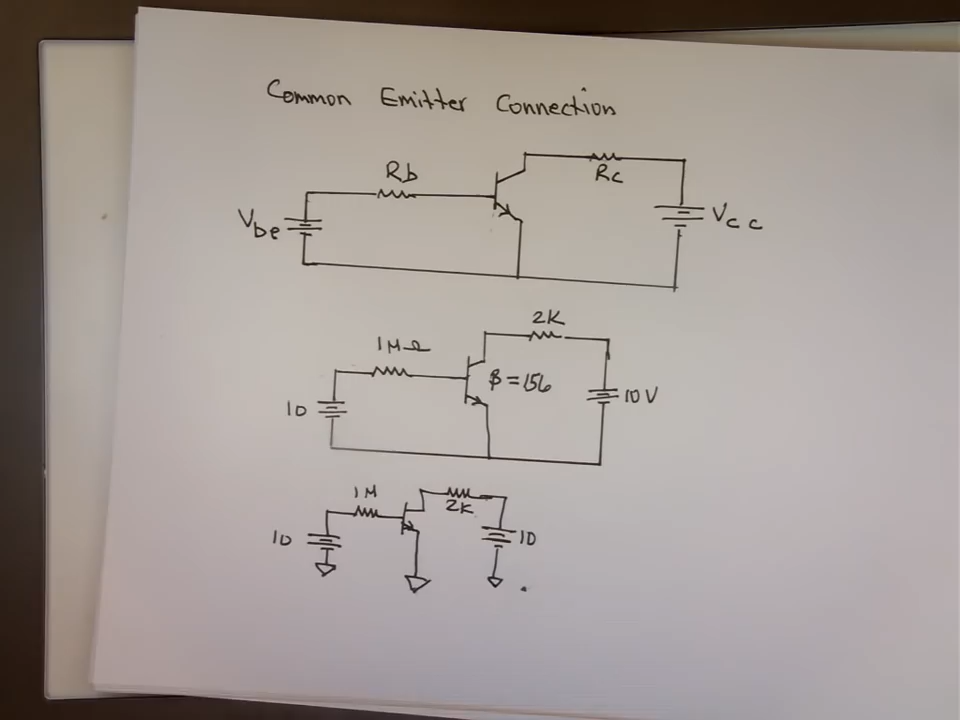 Common Emitter Connection
Rb
Rc
Vbe
Vcc
2K
1MΩ
β=156
10
10V
1M
2K
10
10